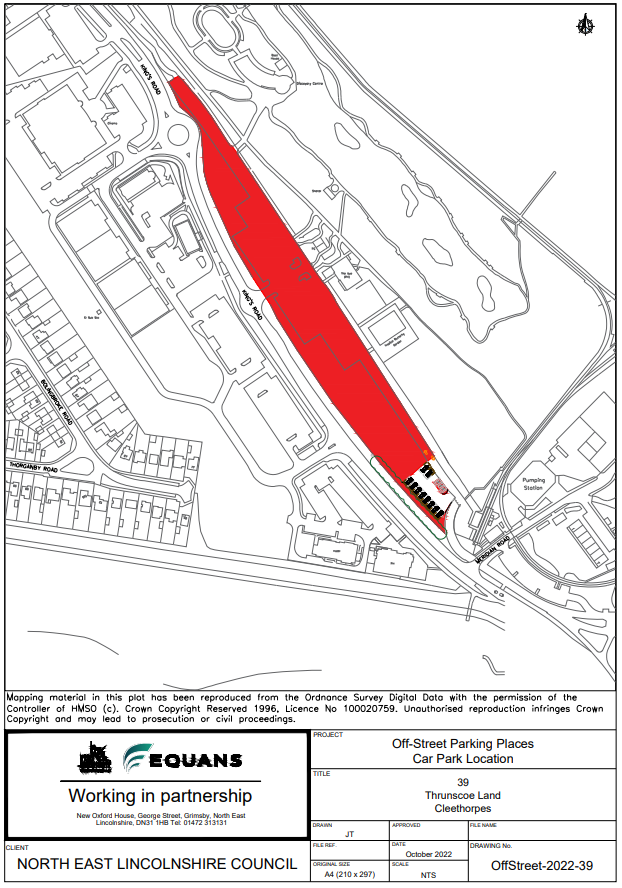 KING'S ROAD
KING'S ROAD
BOLINGBROKE ROAD
THORGANBY ROAD
Pumping
Station
MERIDIAN ROAD
Mapping material in this plot has been reproduced from the Ordnance Survey Digital Data with the permission of the
Controller of HMSO (c). Crown Copyright Reserved 1996, Licence No 100020759. Unauthorised reproduction infringes Crown
Copyright and may lead to prosecution or civil proceedings.
EQUANS
Working in partnership
New Oxford House, George Street, Grimsby, North East
Lincolnshire, DN31 1HB Tel: 01472 313131
CLIENT
NORTH EAST LINCOLNSHIRE COUNCIL
PROJECT
Off-Street Parking Places
Car Park Location
TITLE
39
Thrunscoe Land
Cleethorpes
DRAWN
JT
APPROVED
FILE NAME
FILE REF.
DATE
October 2022
DRAWING No.
OffStreet-2022-39
ORIGINAL SIZE
A4 (210 x 297)
SCALE
NTS